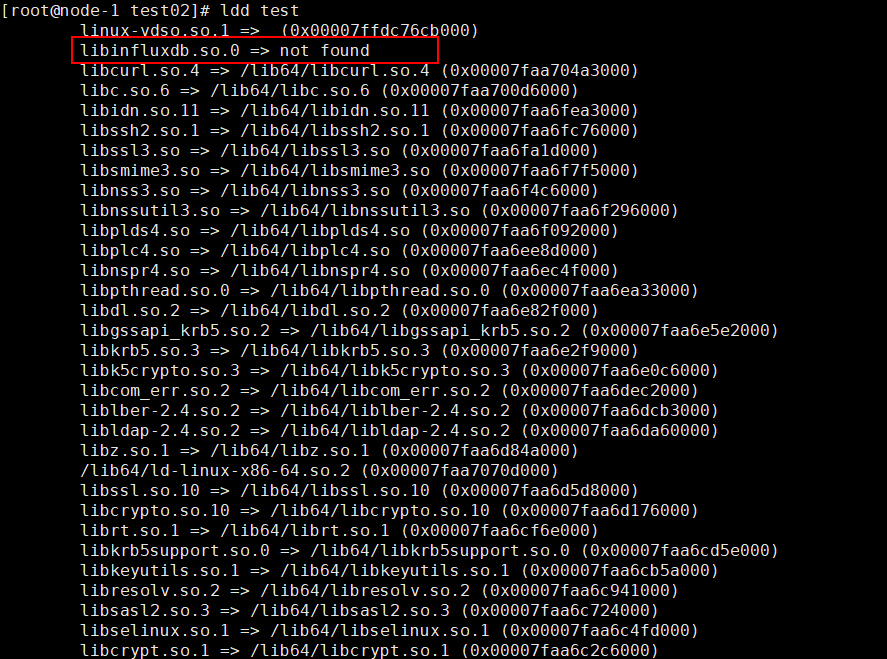 [root@node-1 test02]# ldd test
linux-vdso.so.1 =>  (0x00007ffdc76cb000)
libinfluxdb.so.0 => not found
libcurl.so.4 => /lib64/libcurl.so.4 (0x00007faa704a3000)
libc.so.6 => /lib64/libc.so.6 (0x00007faa700d6000)
libidn.so.11 => /lib64/libidn.so.11 (0x00007faa6fea3000)
libssh2.so.1 => /lib64/libssh2.so.1 (0x00007faa6fc76000)
libssl3.so => /lib64/libssl3.so (0x00007faa6fa1d000)
libsmime3.so => /lib64/libsmime3.so (0x00007faa6f7f5000)
libnss3.so => /lib64/libnss3.so (0x00007faa6f4c6000)
libnssutil3.so => /lib64/libnssutil3.so (0x00007faa6f296000)
libplds4.so => /lib64/libplds4.so (0x00007faa6f092000)
libplc4.so => /lib64/libplc4.so (0x00007faa6ee8d000)
libnspr4.so => /lib64/libnspr4.so (0x00007faa6ec4f000)
libpthread.so.0 => /lib64/libpthread.so.0 (0x00007faa6ea33000)
libdl.so.2 => /lib64/libdl.so.2 (0x00007faa6e82f000)
libgssapi_krb5.so.2 => /lib64/libgssapi_krb5.so.2 (0x00007faa6e5e2000)
libkrb5.so.3 => /lib64/libkrb5.so.3 (0x00007faa6e2f9000)
libk5crypto.so.3 => /lib64/libk5crypto.so.3 (0x00007faa6e0c6000)
libcom_err.so.2 => /lib64/libcom_err.so.2 (0x00007faa6dec2000)
liblber-2.4.so.2 => /lib64/liblber-2.4.so.2 (0x00007faa6dcb3000)
libldap-2.4.so.2 => /lib64/libldap-2.4.so.2 (0x00007faa6da60000)
libz.so.1 => /lib64/libz.so.1 (0x00007faa6d84a000)
/lib64/ld-linux-x86-64.so.2 (0x00007faa7070d000)
libssl.so.10 => /lib64/libssl.so.10 (0x00007faa6d5d8000)
libcrypto.so.10 => /lib64/libcrypto.so.10 (0x00007faa6d176000)
librt.so.1 => /lib64/librt.so.1 (0x00007faa6cf6e000)
libkrb5support.so.0 => /lib64/libkrb5support.so.0 (0x00007faa6cd5e000)
libkeyutils.so.1 => /lib64/libkeyutils.so.1 (0x00007faa6cb5a000)
libresolv.so.2 => /lib64/libresolv.so.2 (0x00007faa6c941000)
libsasl2.so.3 => /lib64/libsasl2.so.3 (0x00007faa6c724000)
libselinux.so.1 => /lib64/libselinux.so.1 (0x00007faa6c4fd000)
libcrypt.so.1 => /lib64/libcrypt.so.1 (0x00007faa6c2c6000)